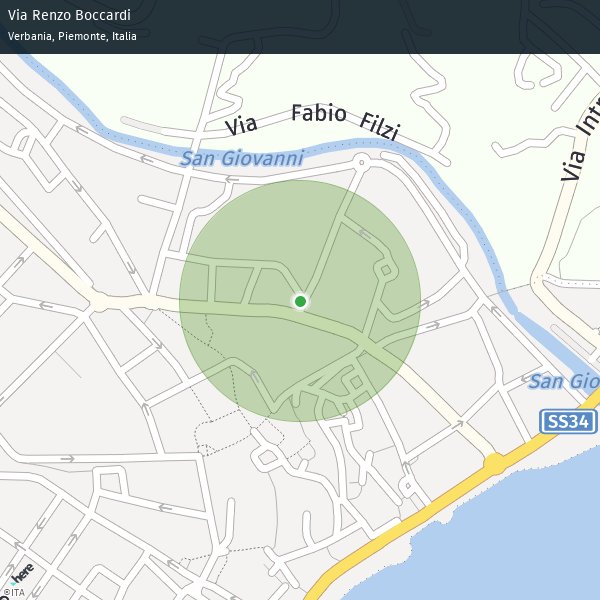 Via Renzo Boccardi
Verbania, Piemonte, Italia
Via Fabio Filzi
San Giovanni
Via Intr
San Gio
SS34
here
©ITA